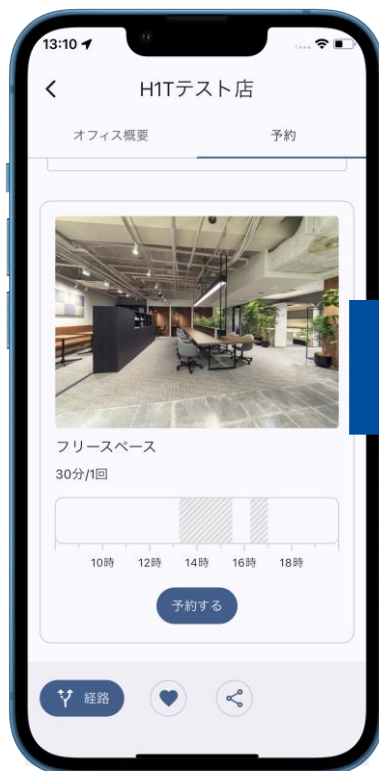 13:10
H1Tテスト店
オフィス概要 予約
フリースペース
30分/1回
10時 12時 14時 16時 18時
予約する
経路